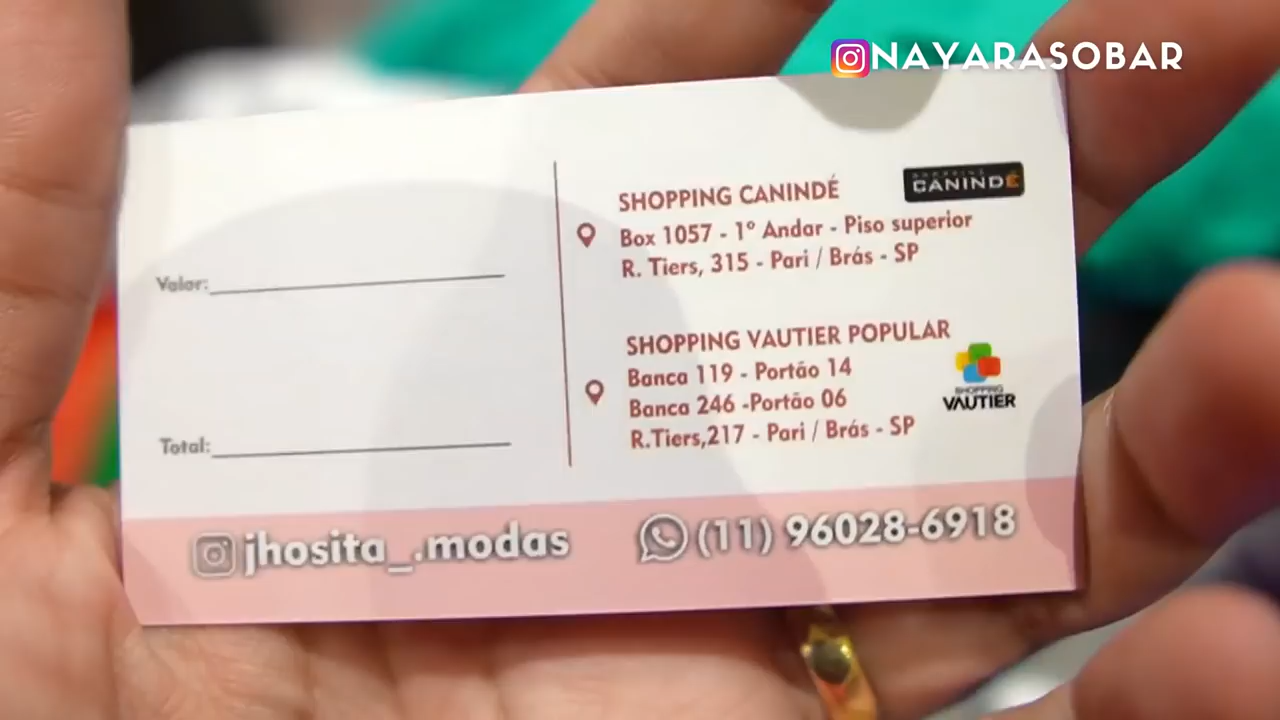 NAYARASOBAR
SHOPPING CANINDÉ
CANINDÉ
Box 1057 - 1º Andar - Piso superior
R. Tiers, 315 - Pari / Brás - SP
Valor:
SHOPPING VAUTIER POPULAR
Banca 119 - Portão 14
Banca 246 -Portão 06
R.Tiers,217 - Pari / Brás - SP
SHOPPING
VAUTIER
Total:
jhosita_.modas
(11) 96028-6918